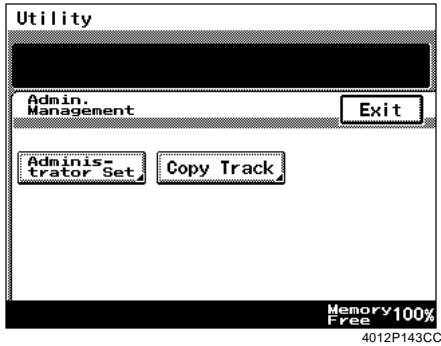 Utility
Admin.
Management
Exit
Adminis-
trator Set
Copy Track
Memory
Free 100%
4012P143CC